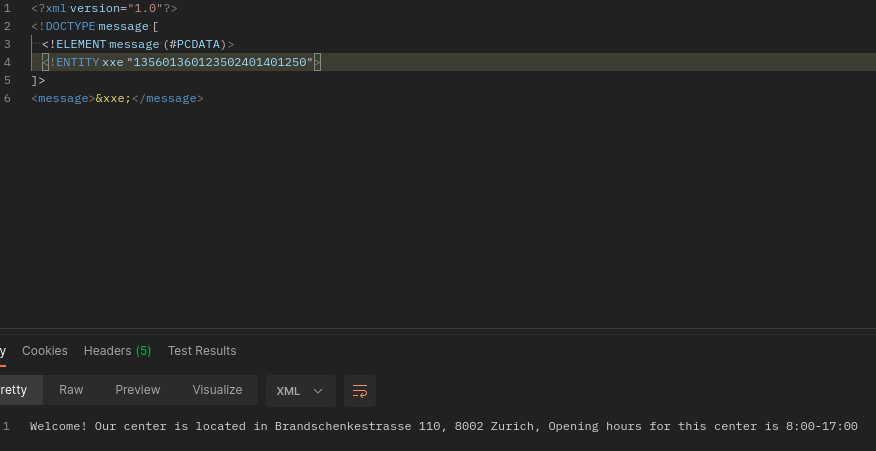 1 <?xml version="1.0"?>
2 <!DOCTYPE message [
3 <!ELEMENT message (#PCDATA)>
4 <!ENTITY xxe "135601360123502401401250">
5 ]>
6 <message>&xxe;</message>
y Cookies Headers (5) Test Results
retty Raw Preview Visualize XML
1 Welcome! Our center is located in Brandschenkestrasse 110, 8002 Zurich, Opening hours for this center is 8:00-17:00